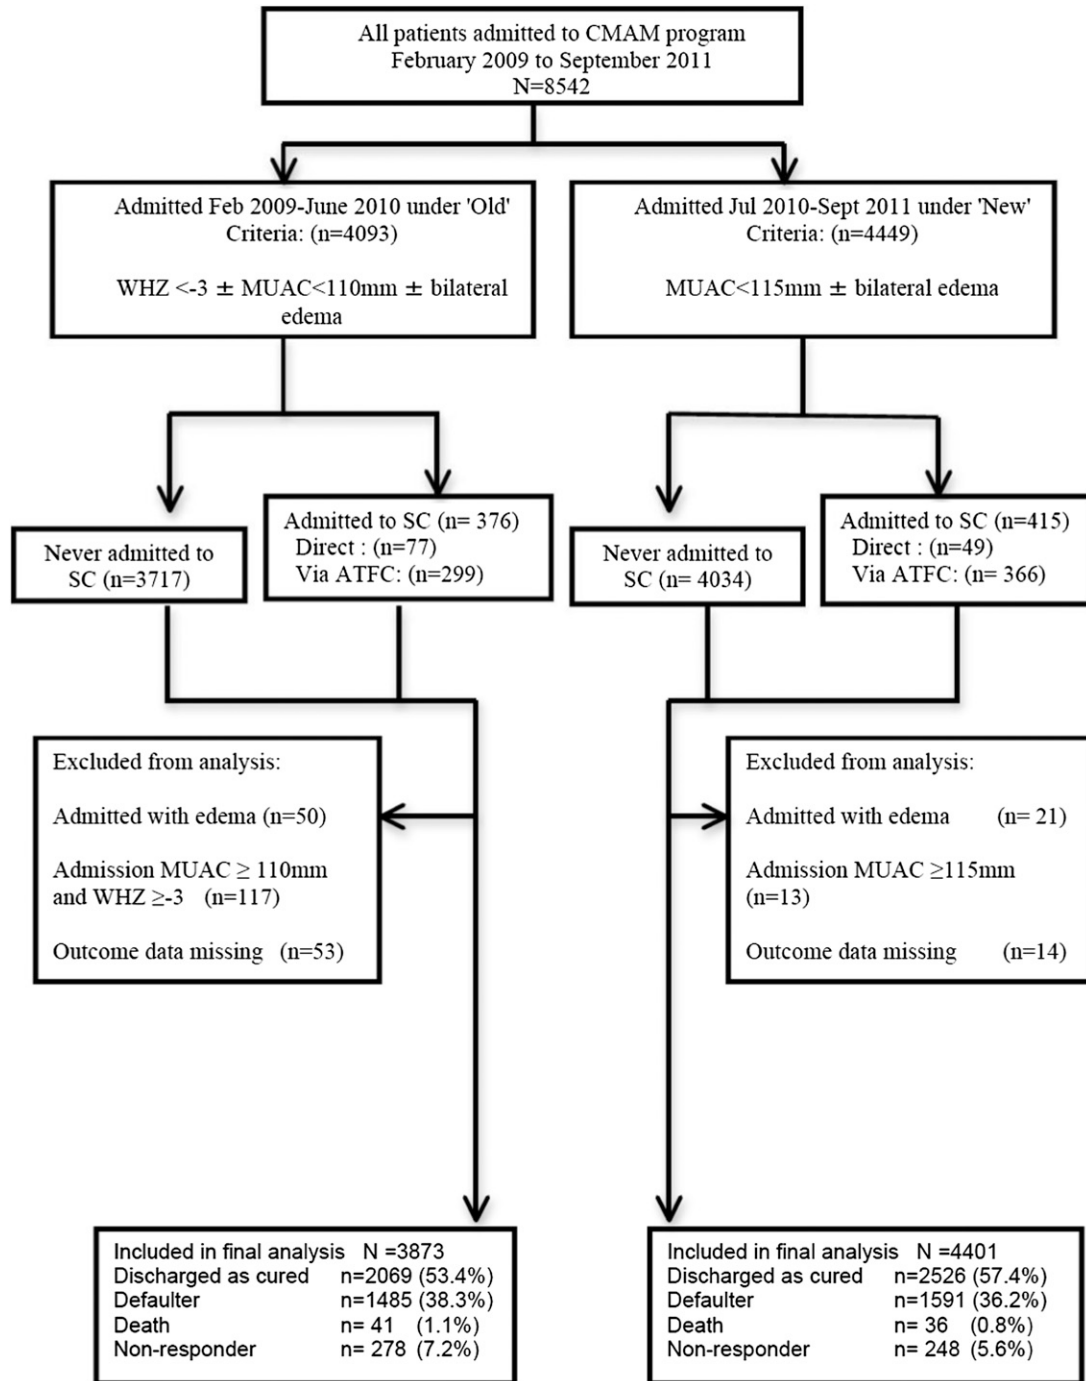 All patients admitted to CMAM program
February 2009 to September 2011
N=8542
Admitted Feb 2009-June 2010 under 'Old'
Criteria: (n=4093)
WHZ <-3 ± MUAC<110mm ± bilateral
edema
Admitted Jul 2010-Sept 2011 under 'New'
Criteria: (n=4449)
MUAC<115mm ± bilateral edema
Never admitted to
SC (n=3717)
Admitted to SC (n= 376)
Direct : (n=77)
Via ATFC: (n=299)
Never admitted to
SC (n= 4034)
Admitted to SC (n=415)
Direct : (n=49)
Via ATFC: (n= 366)
Excluded from analysis:
Admitted with edema (n=50)
Admission MUAC ≥ 110mm
and WHZ ≥-3 (n=117)
Outcome data missing (n=53)
Excluded from analysis:
Admitted with edema (n= 21)
Admission MUAC ≥115mm
(n=13)
Outcome data missing (n=14)
Included in final analysis N =3873
Discharged as cured n=2069 (53.4%)
Defaulter n=1485 (38.3%)
Death n= 41 (1.1%)
Non-responder n= 278 (7.2%)
Included in final analysis N =4401
Discharged as cured n=2526 (57.4%)
Defaulter n=1591 (36.2%)
Death n= 36 (0.8%)
Non-responder n= 248 (5.6%)